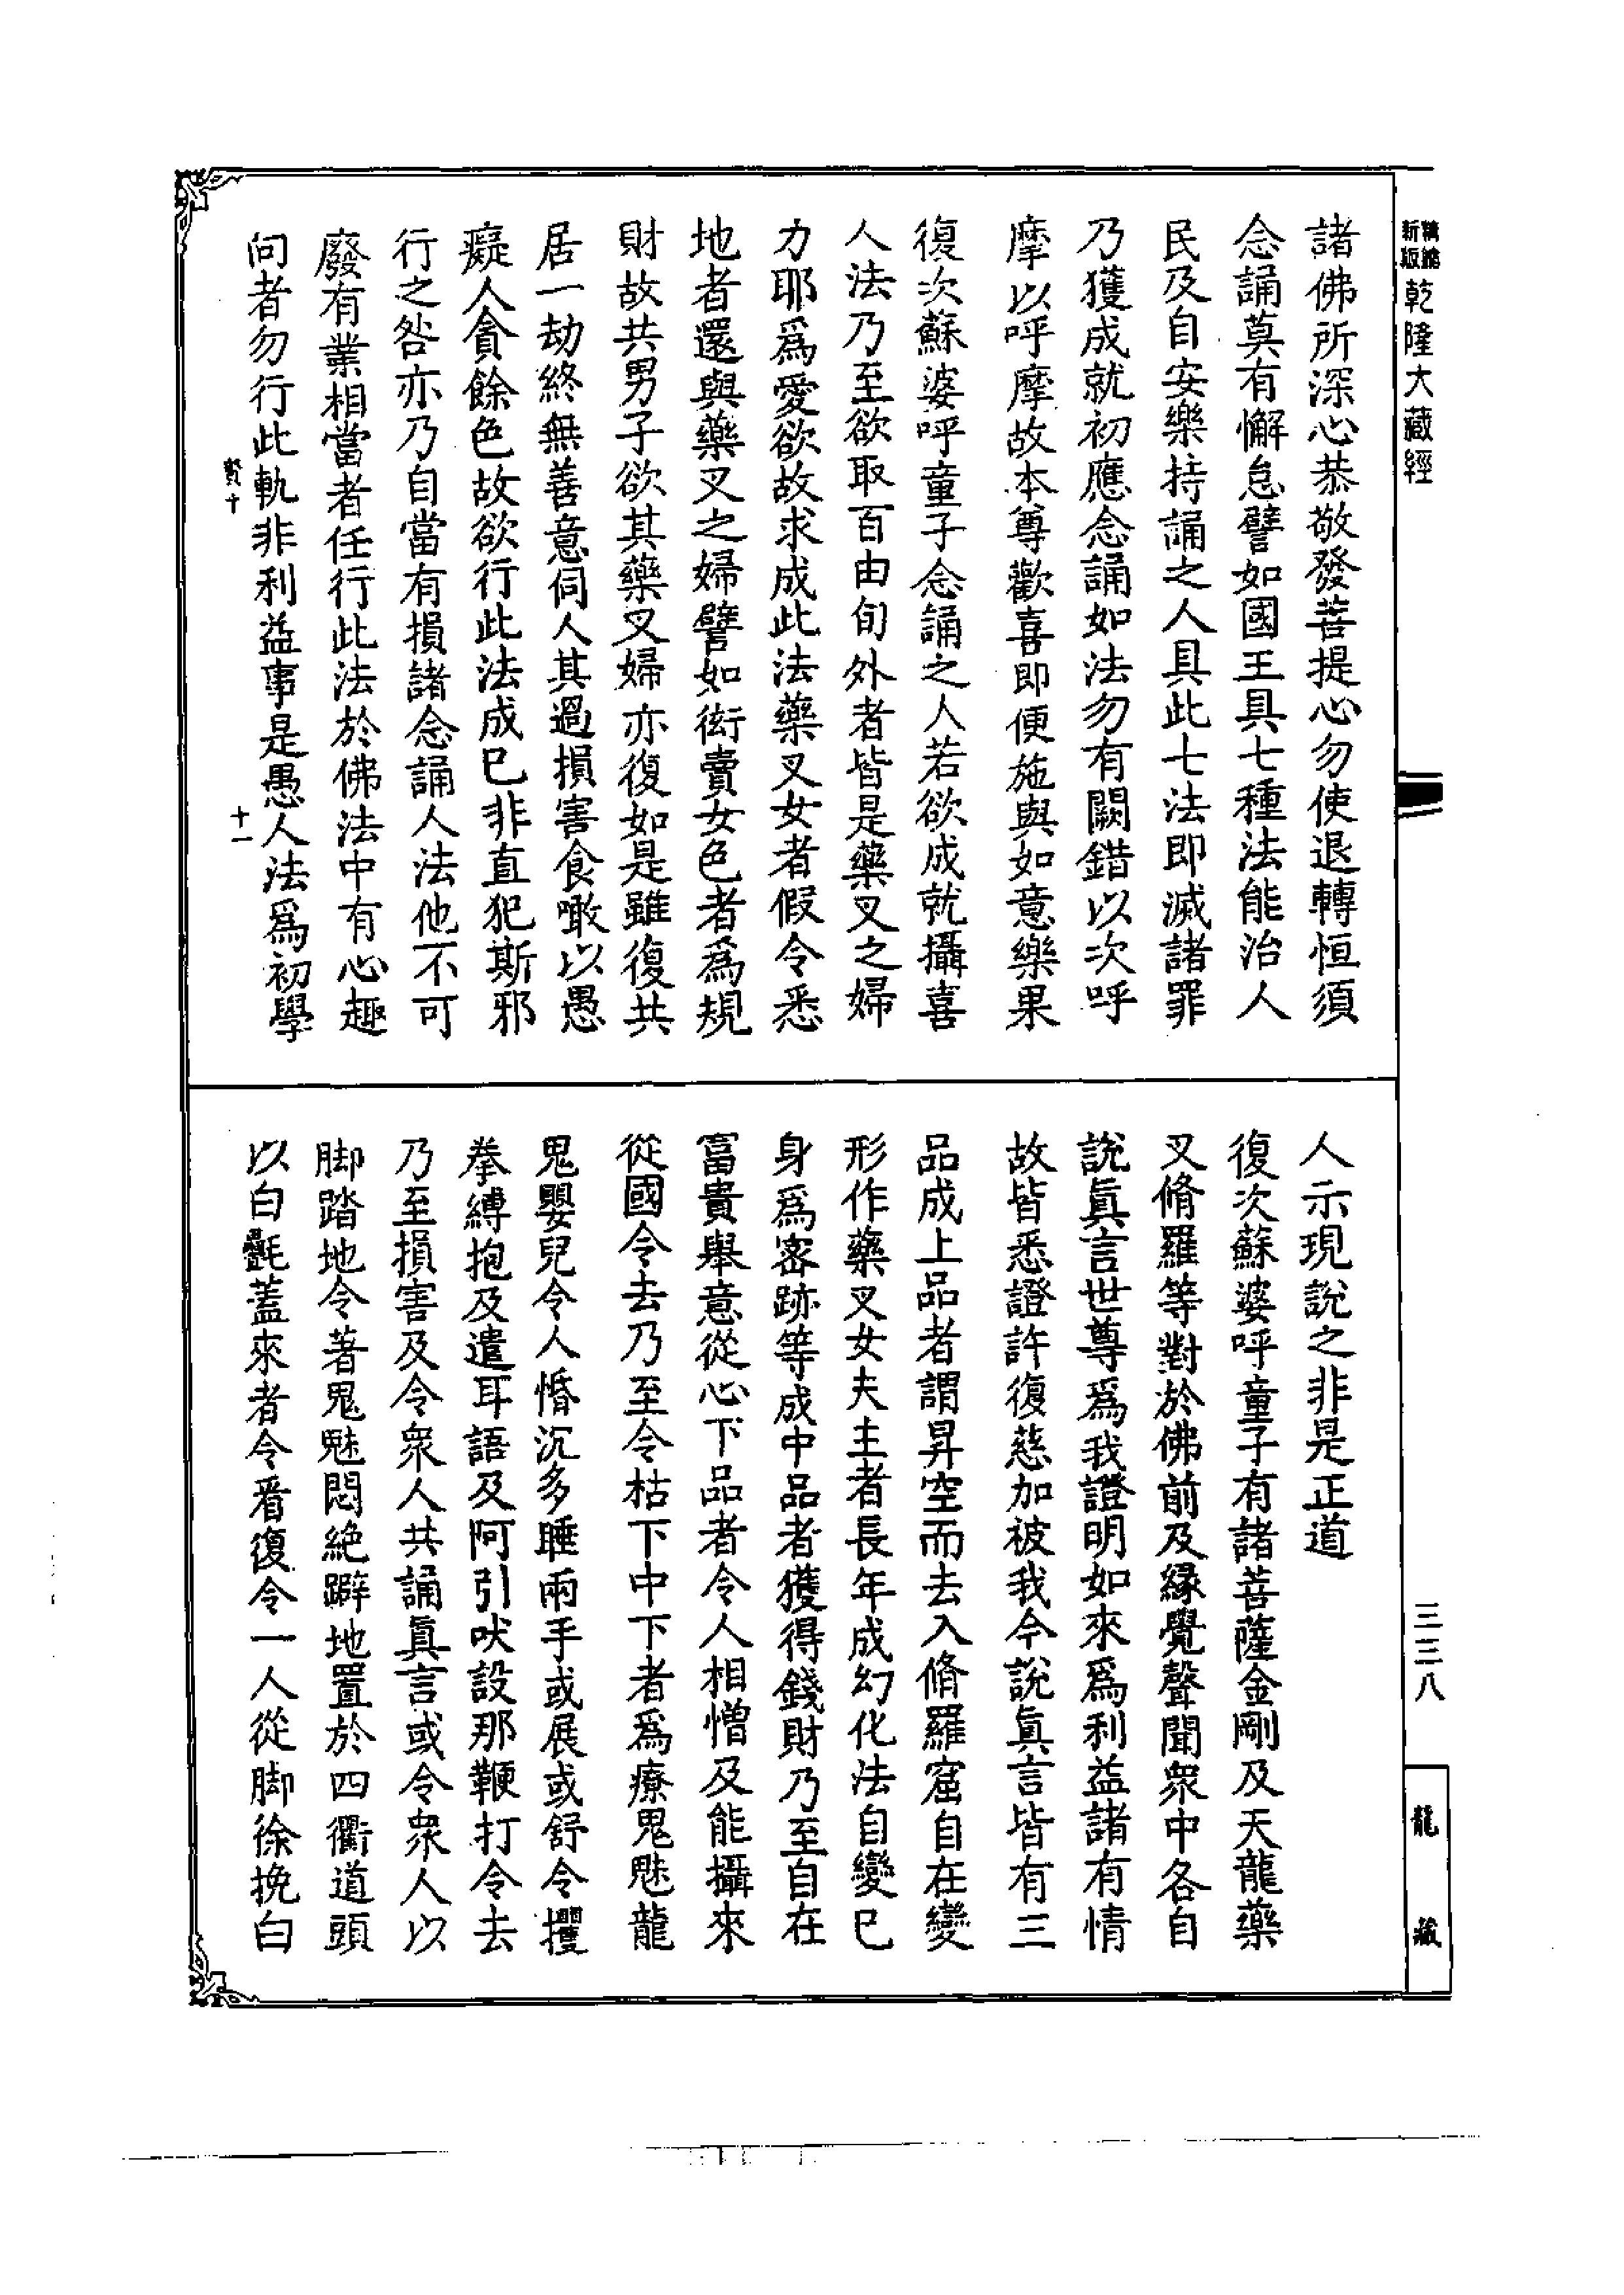 新版
乾隆大藏經
諸佛所深心恭敬發菩提心勿使退轉恒須
念誦莫有懈怠譬如國王具七種法能治人
民及自安樂持誦之人具此七法即滅諸罪
乃獲成就初應念誦如法勿有闕錯以次呼
摩以呼摩故本尊歡喜即便施與如意樂果
復次蘇婆呼童子念誦之人若欲成就攝喜
人法乃至欲取百由旬外者皆是藥叉之婦
力耶爲愛欲故求成此法藥叉女者假令悉
地者還與藥叉之婦譬如衒賣女色者爲規
財故共男子欲其藥叉婦亦復如是雖復共
居一劫終無善意伺人其過損害食噉以愚
癡人貪餘色故欲行此法成巳非直犯斯邪
行之咎亦乃自當有損諸念誦人法他不可
廢有業相當者任行此法於佛法中有心趣
向者勿行此軌非利益事是愚人法爲初學
十一
人示現說之非是正道
復次蘇婆呼童子有諸菩薩金剛及天龍藥
叉脩羅等對於佛前及緣覺聲聞衆中各自
說眞言世尊爲我證明如來爲利益諸有情
故皆悉證許復慈加被我今說眞言皆有三
品成上品者謂昇空而去入脩羅窟自在變
形作藥叉女夫主者長年成幻化法自變巳
身爲密跡等成中品者獲得錢財乃至自在
富貴舉意從心下品者令人相憎及能攝來
從國令去乃至令枯下中下者爲療鬼魅龍
鬼嬰兒令人惛沉多睡兩手或展或舒令攫
拳縛抱及遣耳語及阿引吠設那鞭打令去
乃至損害及令衆人共誦眞言或令衆人以
脚踏地令著鬼魅悶絶躃地置於四衢道頭
以白㲲蓋來者令看復令一人從脚徐挽白
三三八
龍藏